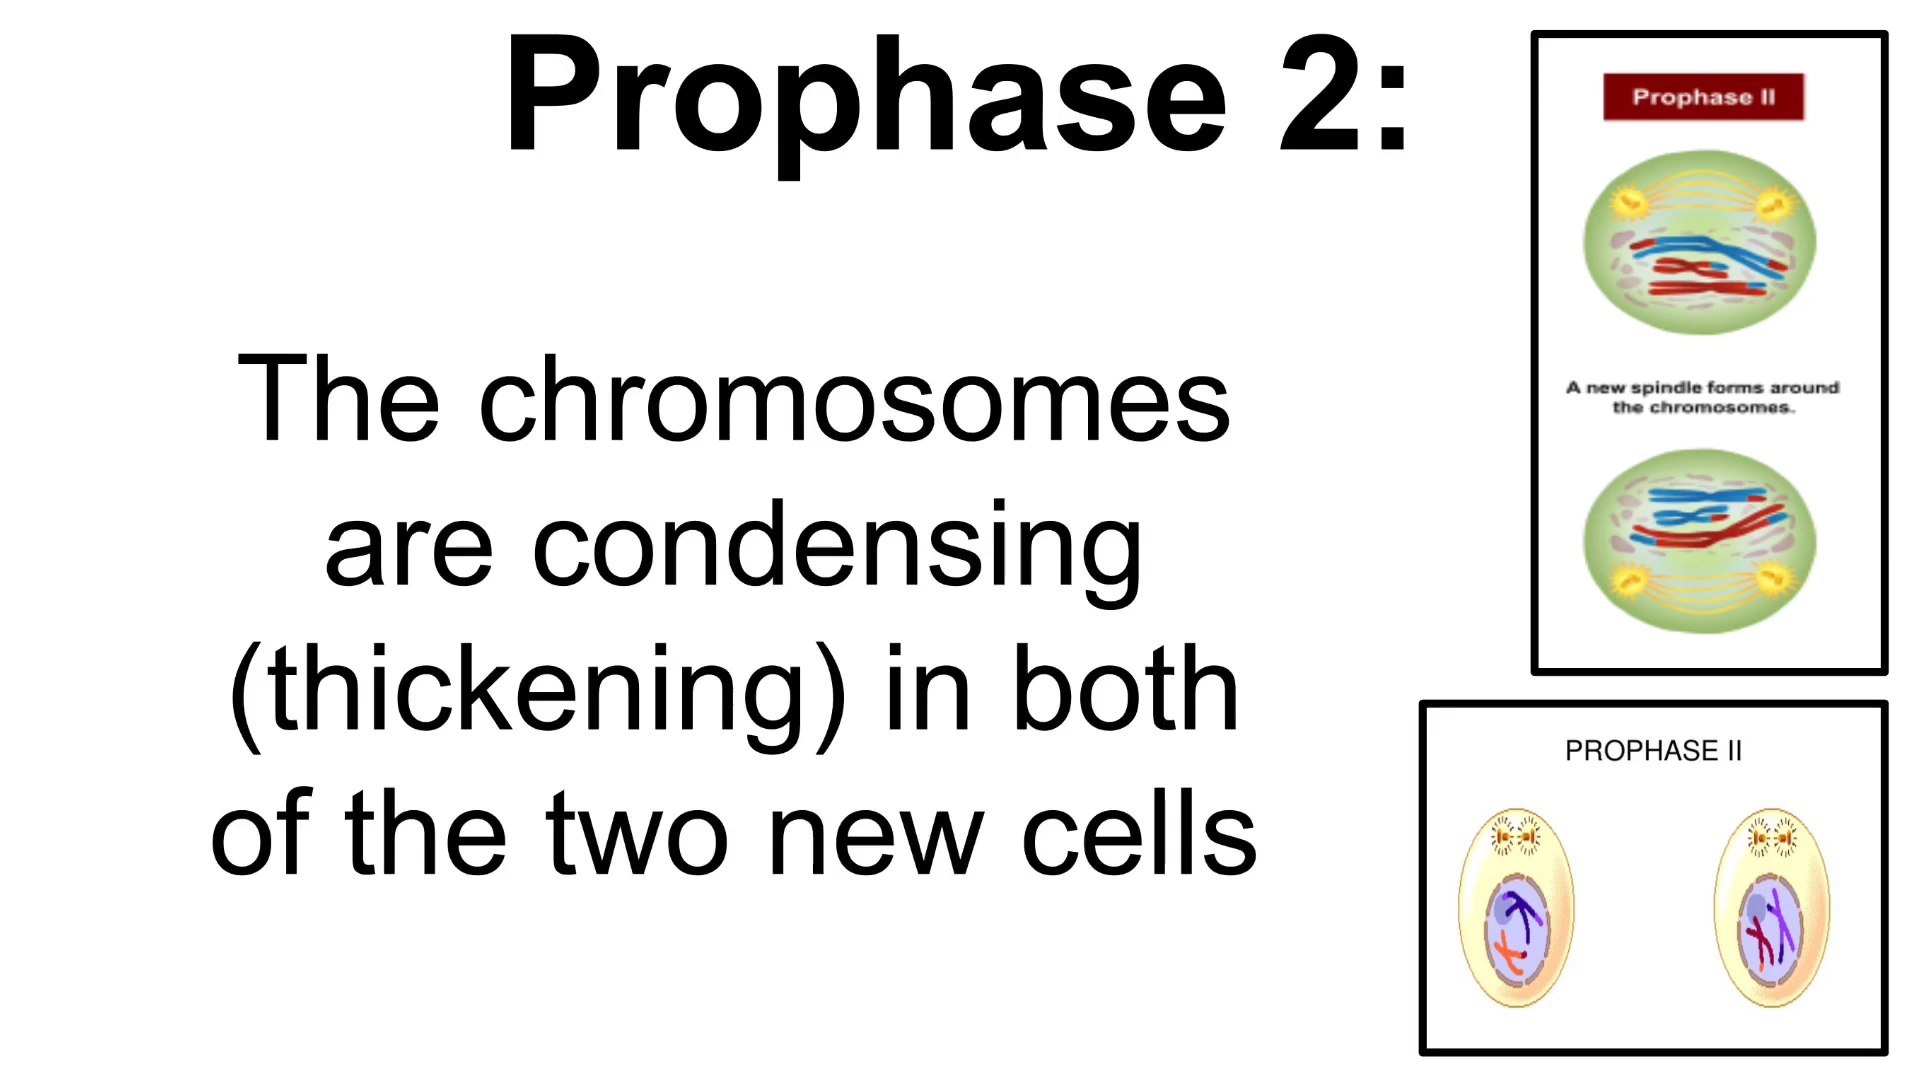 Prophase 2:
The chromosomes
are condensing
(thickening) in both
of the two new cells
Prophase II
A new spindle forms around
the chromosomes.
PROPHASE II